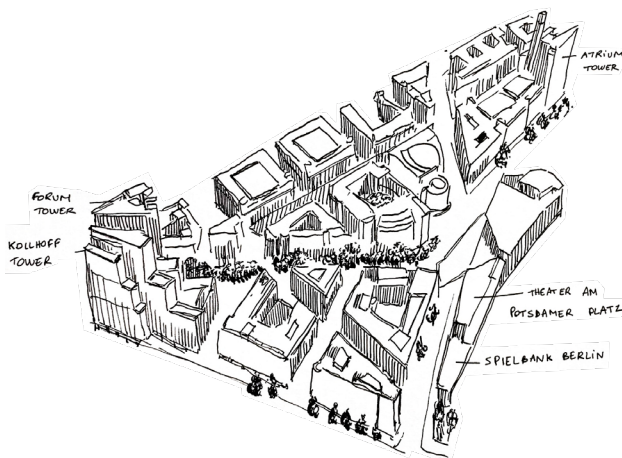 ATRIUM
TOWER
FORUM
TOWER
KOLLHOFF
TOWER
THEATER AM
POTSDAMER PLATZ
SPIELBANK BERLIN